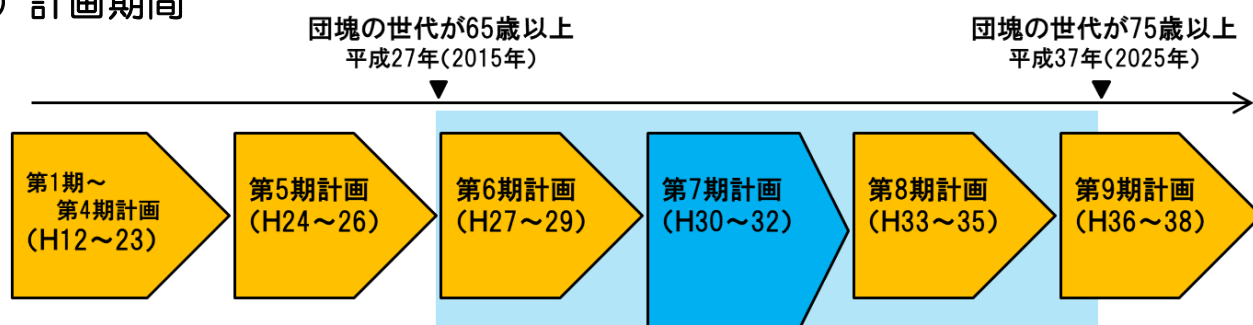 ) 計画期間
団塊の世代が65歳以上
平成27年(2015年)
団塊の世代が75歳以上
平成37年(2025年)
第1期～
第4期計画
(H12～23)
第5期計画
(H24～26)
第6期計画
(H27～29)
第7期計画
(H30～32)
第8期計画
(H33～35)
第9期計画
(H36～38)